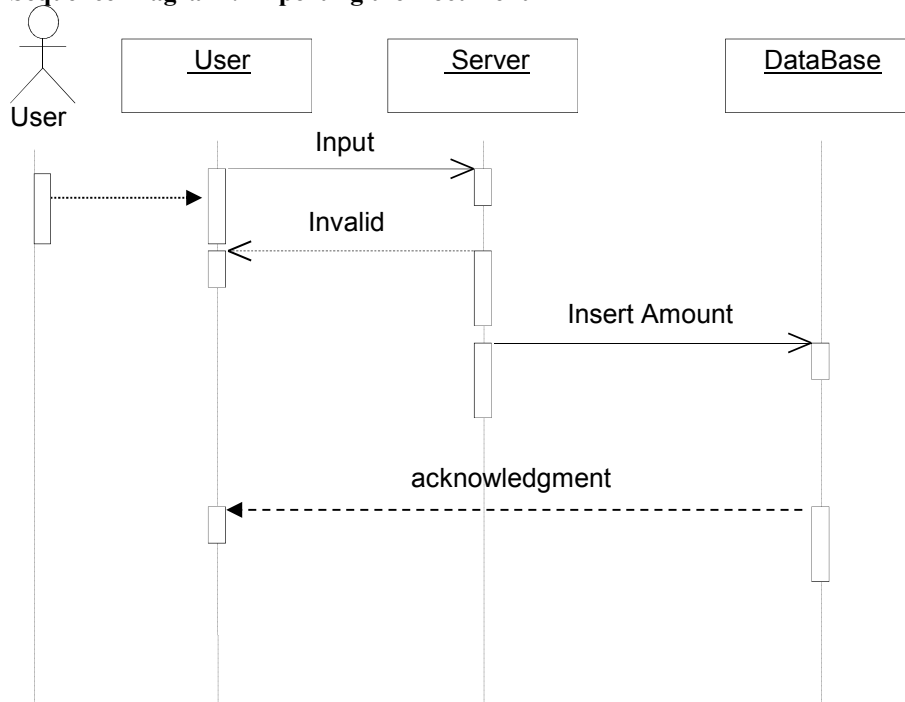 User
User
Server
DataBase
Input
Invalid
Insert Amount
acknowledgment